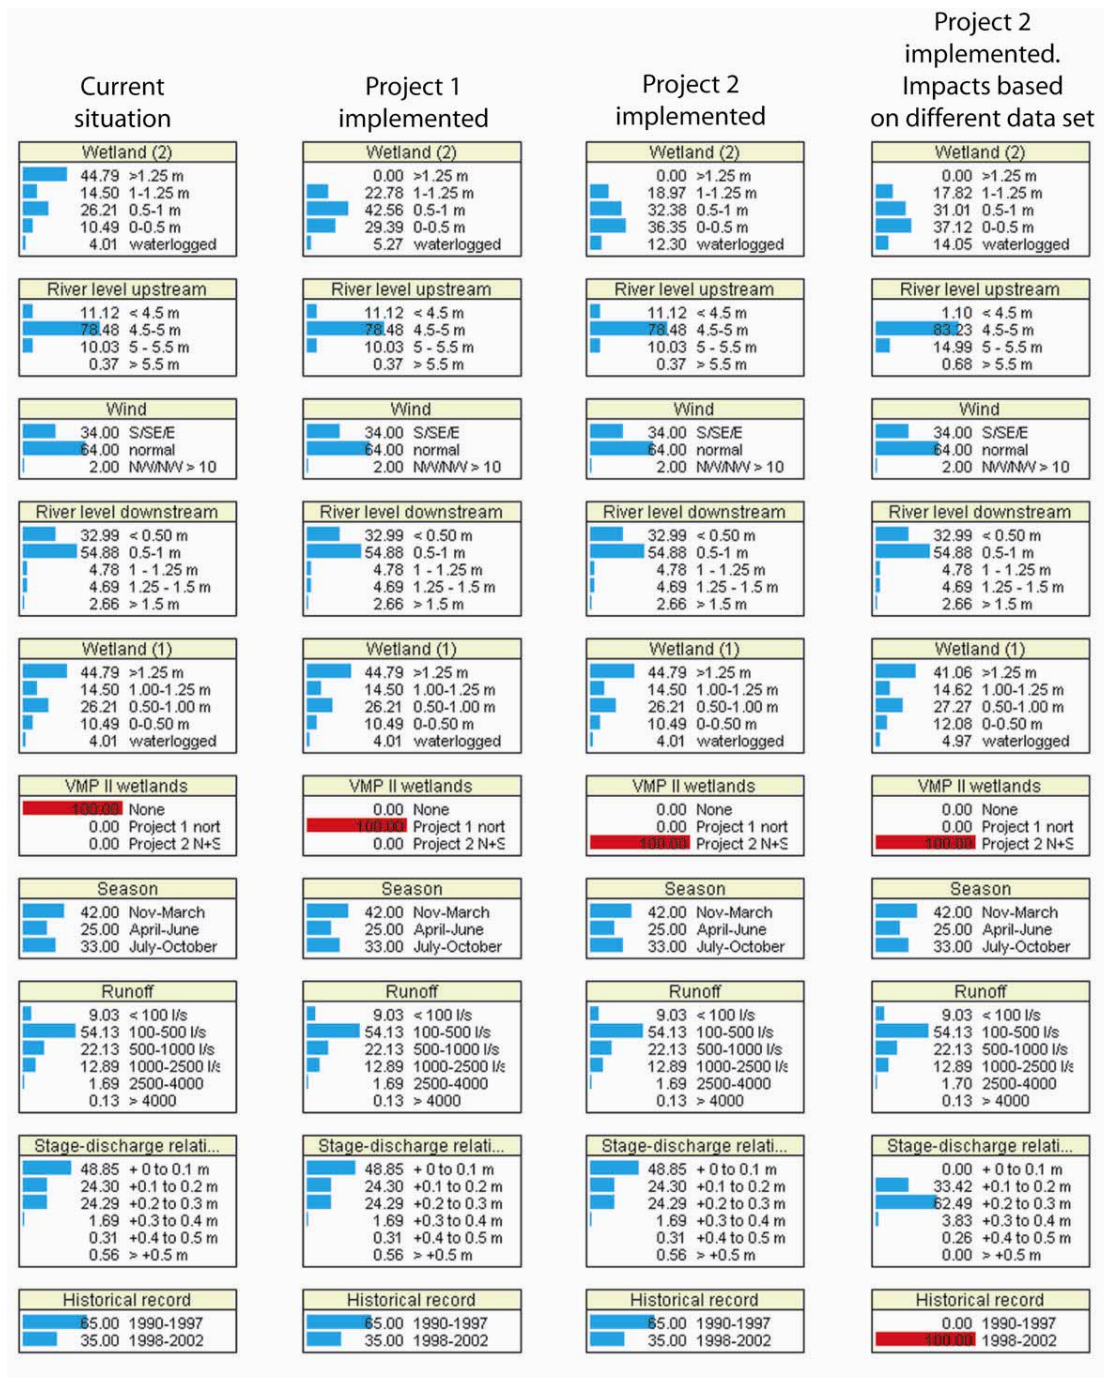 Current
situation
Wetland (2)
44.79 >1.25 m
14.50 1-1.25 m
26.21 0.5-1 m
10.49 0-0.5 m
4.01 waterlogged
River level upstream
11.12 < 4.5 m
78.48 4.5-5 m
10.03 5 - 5.5 m
0.37 > 5.5 m
Wind
34.00 S/SE/E
64.00 normal
2.00 NW/NW > 10
River level downstream
32.99 < 0.50 m
54.88 0.5-1 m
4.78 1 - 1.25 m
4.69 1.25 - 1.5 m
2.66 > 1.5 m
Wetland (1)
44.79 >1.25 m
14.50 1.00-1.25 m
26.21 0.50-1.00 m
10.49 0-0.50 m
4.01 waterlogged
VMP II wetlands
100.00 None
0.00 Project 1 nort
0.00 Project 2 N+S
Season
42.00 Nov-March
25.00 April-June
33.00 July-October
Runoff
9.03 < 100 l/s
54.13 100-500 l/s
22.13 500-1000 l/s
12.89 1000-2500 l/s
1.69 2500-4000
0.13 > 4000
Stage-discharge relati...
48.85 + 0 to 0.1 m
24.30 +0.1 to 0.2 m
24.29 +0.2 to 0.3 m
1.69 +0.3 to 0.4 m
0.31 +0.4 to 0.5 m
0.56 > +0.5 m
Historical record
65.00 1990-1997
35.00 1998-2002
Project 1
implemented
Wetland (2)
0.00 >1.25 m
22.78 1-1.25 m
42.56 0.5-1 m
29.39 0-0.5 m
5.27 waterlogged
River level upstream
11.12 < 4.5 m
78.48 4.5-5 m
10.03 5 - 5.5 m
0.37 > 5.5 m
Wind
34.00 S/SE/E
64.00 normal
2.00 NW/NW > 10
River level downstream
32.99 < 0.50 m
54.88 0.5-1 m
4.78 1 - 1.25 m
4.69 1.25 - 1.5 m
2.66 > 1.5 m
Wetland (1)
44.79 >1.25 m
14.50 1.00-1.25 m
26.21 0.50-1.00 m
10.49 0-0.50 m
4.01 waterlogged
VMP II wetlands
0.00 None
100.00 Project 1 nort
0.00 Project 2 N+S
Season
42.00 Nov-March
25.00 April-June
33.00 July-October
Runoff
9.03 < 100 l/s
54.13 100-500 l/s
22.13 500-1000 l/s
12.89 1000-2500 l/s
1.69 2500-4000
0.13 > 4000
Stage-discharge relati...
48.85 + 0 to 0.1 m
24.30 +0.1 to 0.2 m
24.29 +0.2 to 0.3 m
1.69 +0.3 to 0.4 m
0.31 +0.4 to 0.5 m
0.56 > +0.5 m
Historical record
65.00 1990-1997
35.00 1998-2002
Project 2
implemented
Wetland (2)
0.00 >1.25 m
18.97 1-1.25 m
32.38 0.5-1 m
36.35 0-0.5 m
12.30 waterlogged
River level upstream
11.12 < 4.5 m
78.48 4.5-5 m
10.03 5 - 5.5 m
0.37 > 5.5 m
Wind
34.00 S/SE/E
64.00 normal
2.00 NW/NW > 10
River level downstream
32.99 < 0.50 m
54.88 0.5-1 m
4.78 1 - 1.25 m
4.69 1.25 - 1.5 m
2.66 > 1.5 m
Wetland (1)
44.79 >1.25 m
14.50 1.00-1.25 m
26.21 0.50-1.00 m
10.49 0-0.50 m
4.01 waterlogged
VMP II wetlands
0.00 None
0.00 Project 1 nort
100.00 Project 2 N+S
Season
42.00 Nov-March
25.00 April-June
33.00 July-October
Runoff
9.03 < 100 l/s
54.13 100-500 l/s
22.13 500-1000 l/s
12.89 1000-2500 l/s
1.69 2500-4000
0.13 > 4000
Stage-discharge relati...
48.85 + 0 to 0.1 m
24.30 +0.1 to 0.2 m
24.29 +0.2 to 0.3 m
1.69 +0.3 to 0.4 m
0.31 +0.4 to 0.5 m
0.56 > +0.5 m
Historical record
65.00 1990-1997
35.00 1998-2002
Project 2
implemented.
Impacts based
on different data set
Wetland (2)
0.00 >1.25 m
17.82 1-1.25 m
31.01 0.5-1 m
37.12 0-0.5 m
14.05 waterlogged
River level upstream
1.10 < 4.5 m
83.23 4.5-5 m
14.99 5 - 5.5 m
0.68 > 5.5 m
Wind
34.00 S/SE/E
64.00 normal
2.00 NW/NW > 10
River level downstream
32.99 < 0.50 m
54.88 0.5-1 m
4.78 1 - 1.25 m
4.69 1.25 - 1.5 m
2.66 > 1.5 m
Wetland (1)
41.06 >1.25 m
14.62 1.00-1.25 m
27.27 0.50-1.00 m
12.08 0-0.50 m
4.97 waterlogged
VMP II wetlands
0.00 None
0.00 Project 1 nort
100.00 Project 2 N+S
Season
42.00 Nov-March
25.00 April-June
33.00 July-October
Runoff
9.03 < 100 l/s
54.13 100-500 l/s
22.13 500-1000 l/s
12.89 1000-2500 l/s
1.70 2500-4000
0.13 > 4000
Stage-discharge relati...
0.00 + 0 to 0.1 m
33.42 +0.1 to 0.2 m
62.49 +0.2 to 0.3 m
3.83 +0.3 to 0.4 m
0.26 +0.4 to 0.5 m
0.00 > +0.5 m
Historical record
0.00 1990-1997
100.00 1998-2002